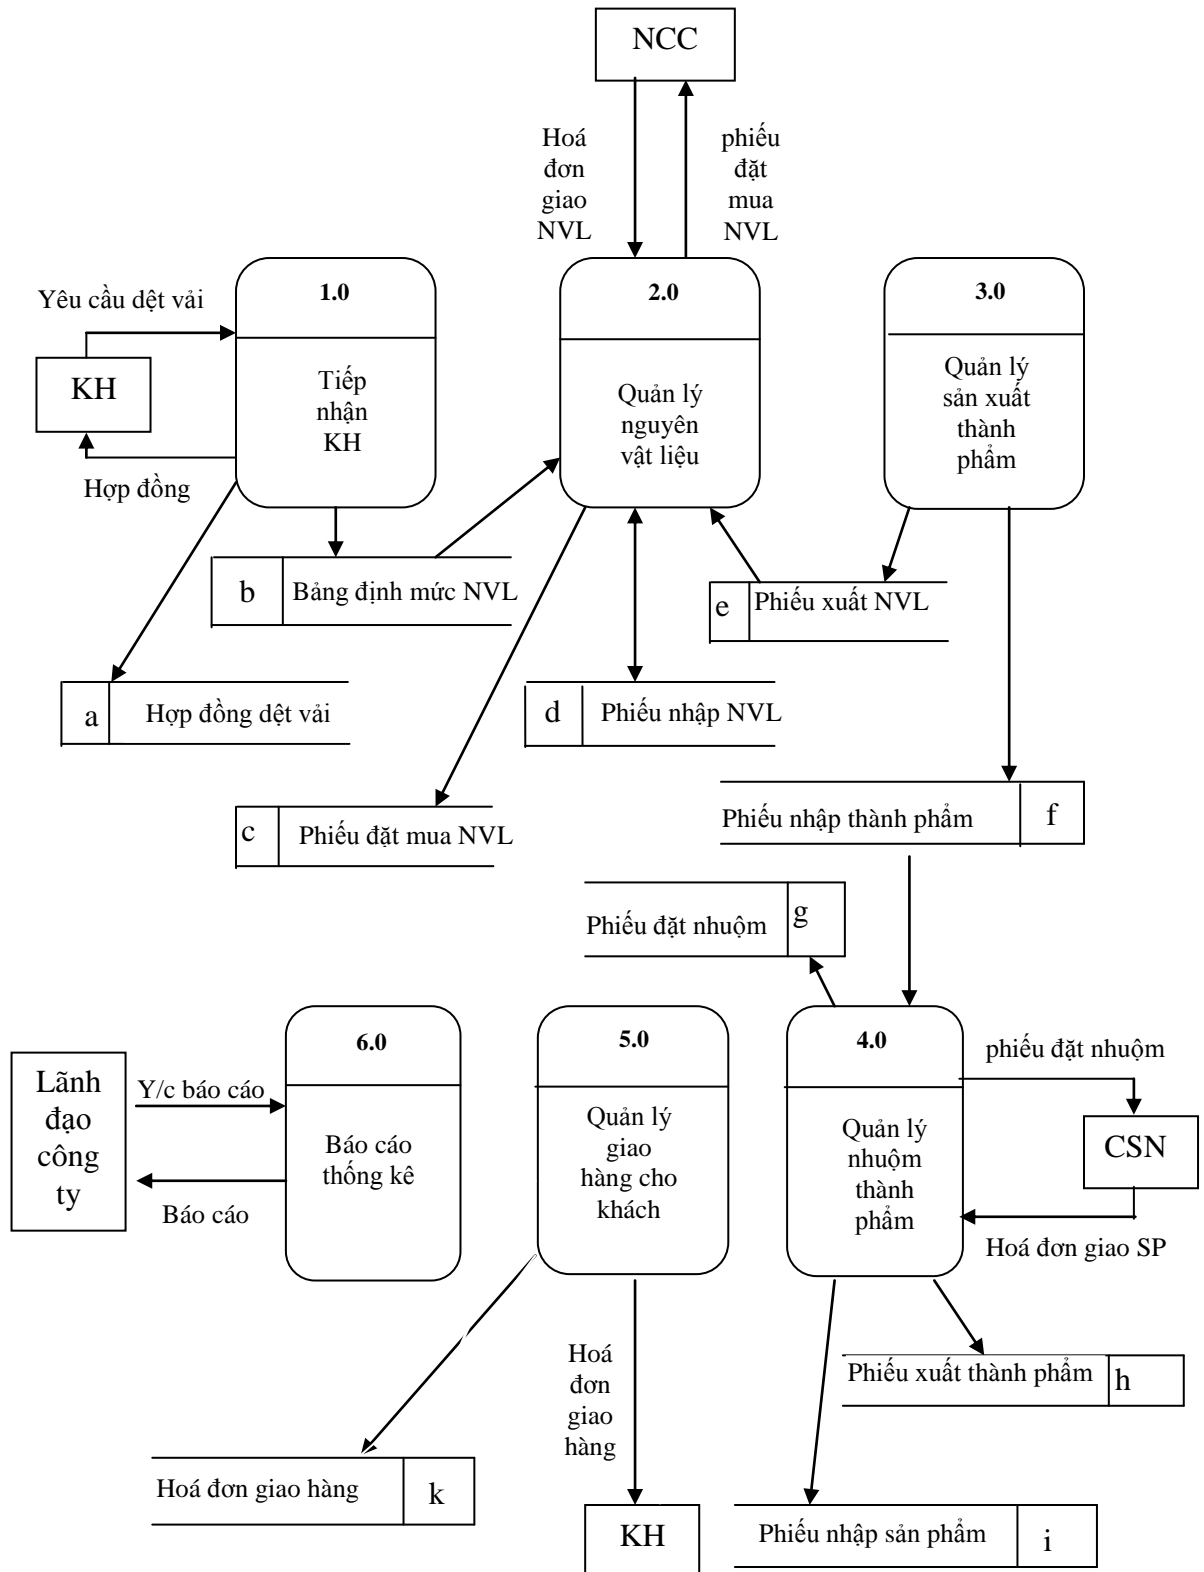 NCC
Hoá
đơn
giao
NVL
phiếu
đặt
mua
NVL
1.0
2.0
3.0
Yêu cầu dệt vải
KH
Tiếp
nhận
KH
Quản lý
nguyên
vật liệu
Quản lý
sản xuất
thành
phẩm
Hợp đồng
b Bảng định mức NVL
e Phiếu xuất NVL
a Hợp đồng dệt vải
d Phiếu nhập NVL
c Phiếu đặt mua NVL
Phiếu nhập thành phẩm f
Phiếu đặt nhuộm g
6.0
5.0
4.0
phiếu đặt nhuộm
Lãnh
đạo
công
ty
Y/c báo cáo
Báo cáo
thống kê
Báo cáo
Quản lý
giao
hàng cho
khách
Quản lý
nhuộm
thành
phẩm
CSN
Hoá đơn giao SP
Hoá
đơn
giao
hàng
Phiếu xuất thành phẩm h
Hoá đơn giao hàng k
KH
Phiếu nhập sản phẩm i